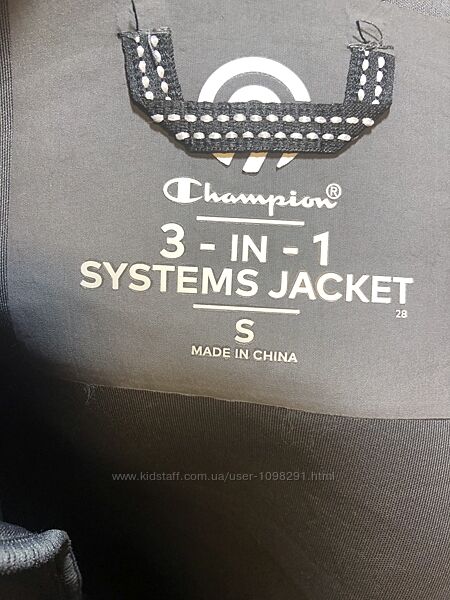 Champion®
3 - IN - 1
SYSTEMS JACKET
28
S
MADE IN CHINA
www.kidstaff.com.ua/user-1098291.html